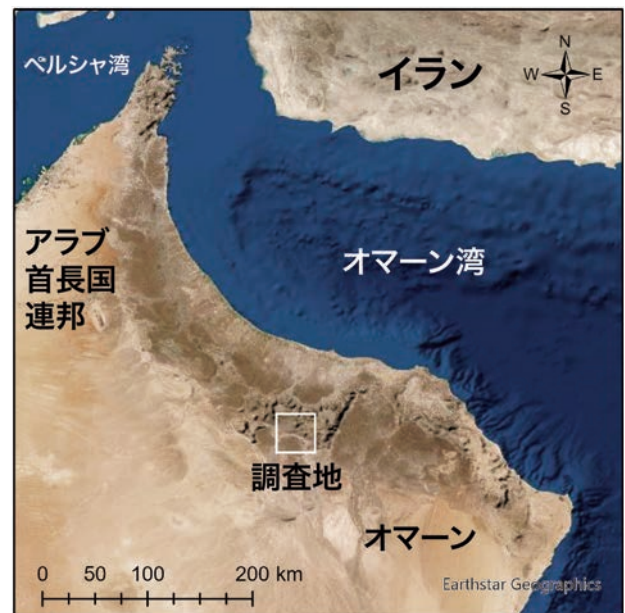 ペルシャ湾
イラン
N
W E
S
アラブ
首長国
連邦
オマーン湾
調査地
オマーン
0 50 100 200 km
Earthstar Geographics